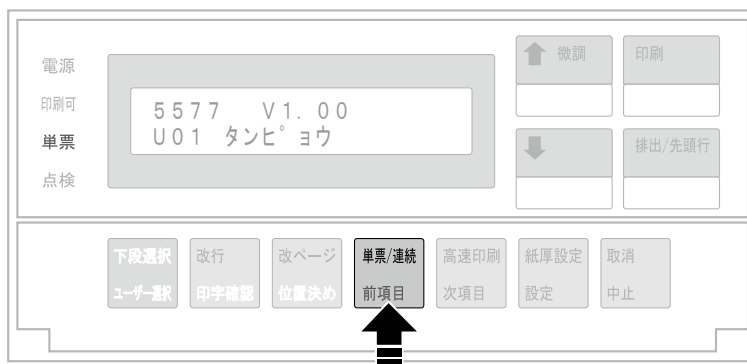 電源
印刷可
単票
点検
5577 V1.00
U01 タンピョウ
微調
印刷
排出/先頭行
下段選択
ユーザー選択
改行
印字確認
改ページ
位置決め
単票/連続
前項目
高速印刷
次項目
紙厚設定
設定
取消
中止